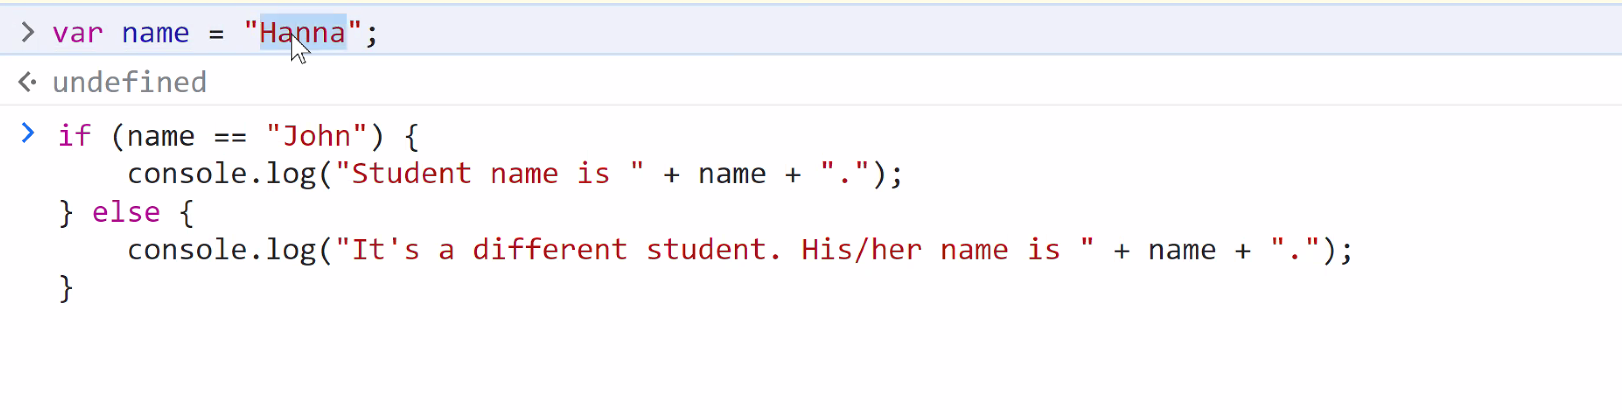 > var name = "Hanna";
<· undefined
> if (name == "John") {
    console.log("Student name is " + name + ".");
} else {
    console.log("It's a different student. His/her name is " + name + ".");
}